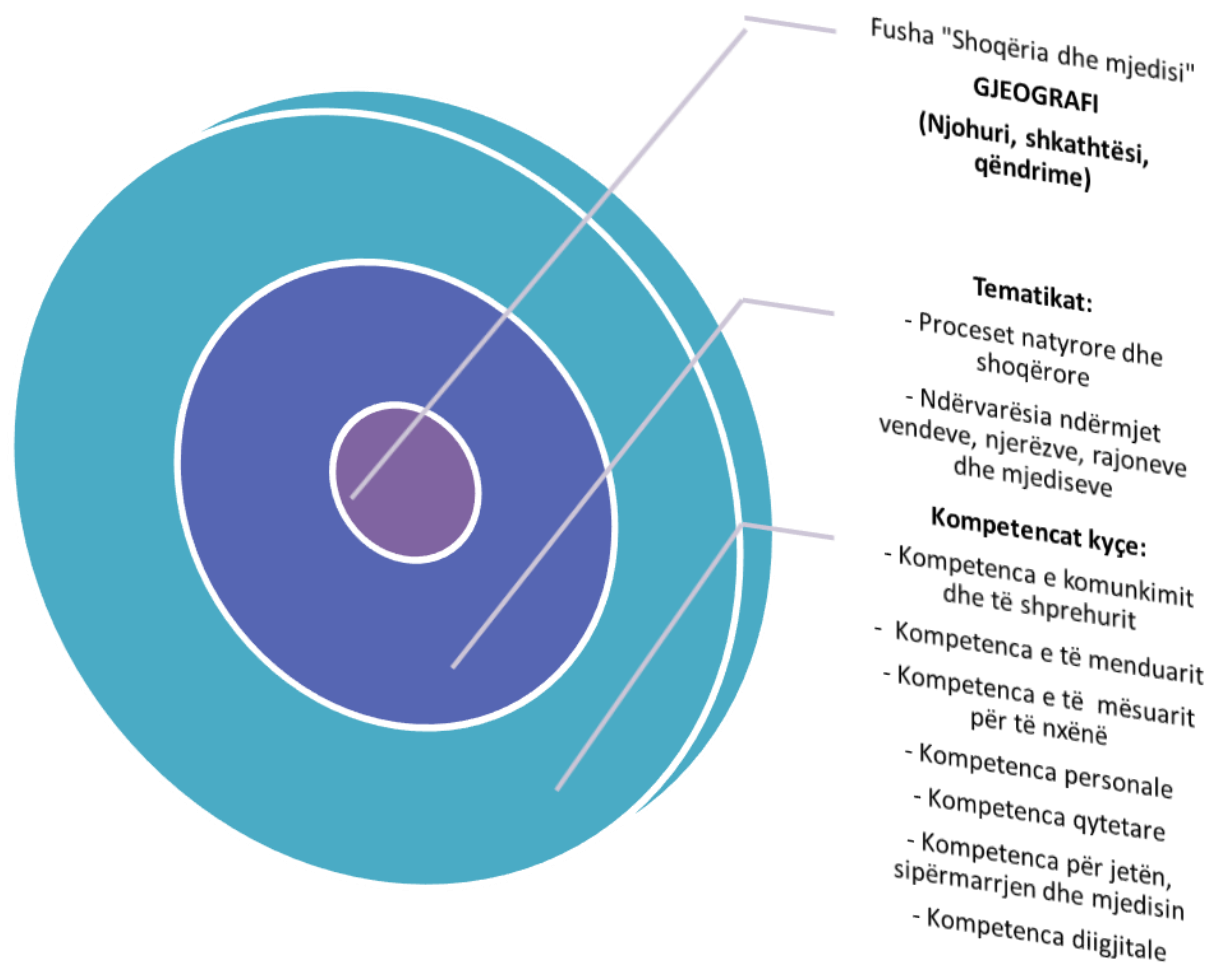 Fusha "Shoqëria dhe mjedisi"
GJEOGRAFI
(Njohuri, shkathtësi,
qëndrime)
Tematikat:
- Proceset natyrore dhe
shoqërore
- Ndërvarësia ndërmjet
vendeve, njerëzve, rajoneve
dhe mjediseve
Kompetencat kyçe:
- Kompetenca e komunkimit
dhe të shprehurit
- Kompetenca e të menduarit
- Kompetenca e të mësuarit
për të nxënë
- Kompetenca personale
- Kompetenca qytetare
- Kompetenca për jetën,
sipërmarrjen dhe mjedisin
- Kompetenca diigjitale